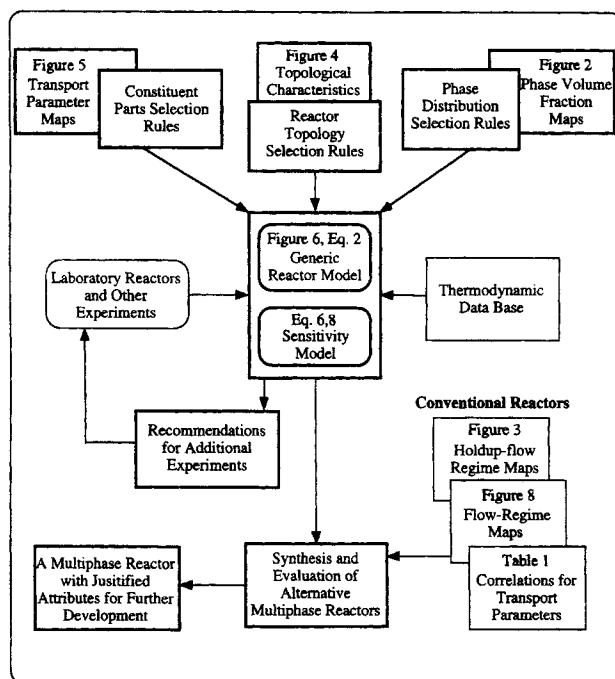 Figure 5
Transport
Parameter
Maps
Constituent
Parts Selection
Rules
Figure 4
Topological
Characteristics
Reactor
Topology
Selection Rules
Phase
Distribution
Selection Rules
Figure 2
Phase Volume
Fraction
Maps
Figure 6, Eq. 2
Generic
Reactor Model
Eq. 6,8
Sensitivity
Model
Laboratory Reactors
and Other
Experiments
Thermodynamic
Data Base
Recommendations
for Additional
Experiments
Conventional Reactors
Figure 3
Holdup-flow
Regime Maps
Figure 8
Flow-Regime
Maps
Table 1
Correlations for
Transport
Parameters
A Multiphase Reactor
with Jusitified
Attributes for Further
Development
Synthesis and
Evaluation of
Alternative
Multiphase Reactors